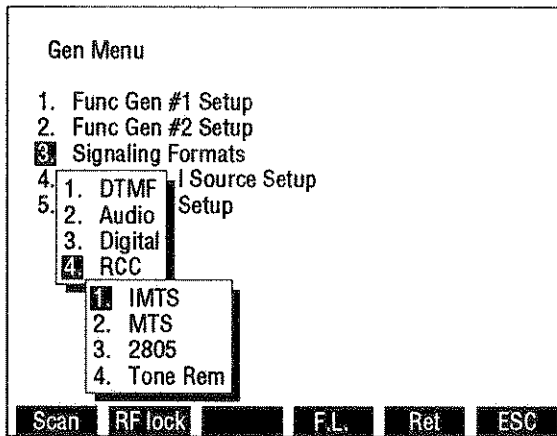 Gen Menu
1. Func Gen #1 Setup
2. Func Gen #2 Setup
3. Signaling Formats
4. l Source Setup
5. Setup
1. DTMF
2. Audio
3. Digital
4. RCC
1. IMTS
2. MTS
3. 2805
4. Tone Rem
Scan RF lock F.L. Ret ESC